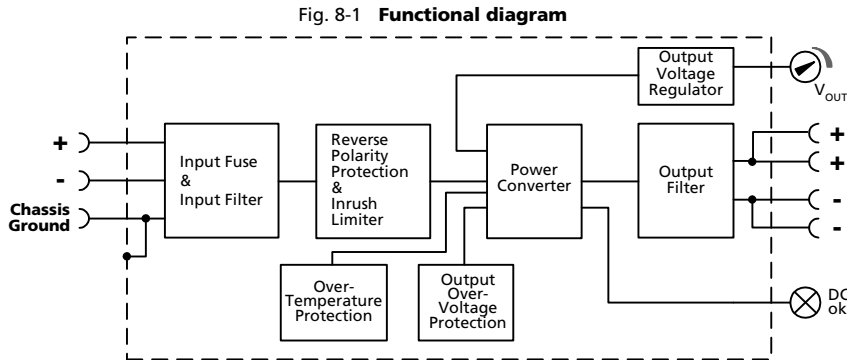 Fig. 8-1 Functional diagram
Output
Voltage
Regulator
VOUT
+
-
Chassis
Ground
Input Fuse
&
Input Filter
Reverse
Polarity
Protection
&
Inrush
Limiter
Power
Converter
Output
Filter
+
+
-
-
Over-
Temperature
Protection
Output
Over-
Voltage
Protection
DC
ok